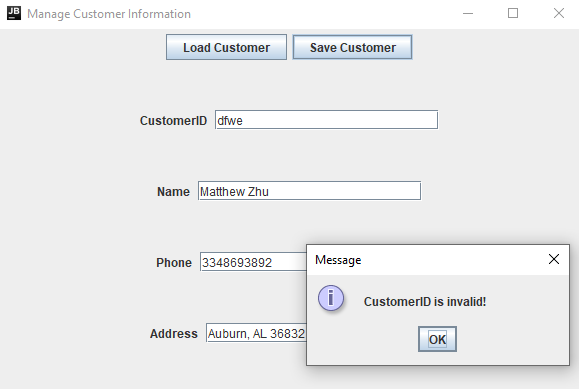 JB Manage Customer Information
Load Customer Save Customer
CustomerID dfwe
Name Matthew Zhu
Phone 3348693892
Address Auburn, AL 36832
Message
CustomerID is invalid!
OK